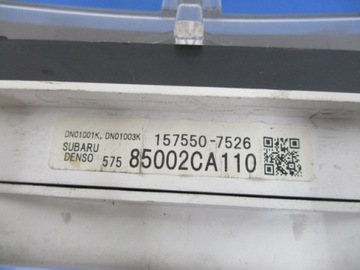 DN01001K, DN01003K 157550-7526
SUBARU
DENSO 575 85002CA110